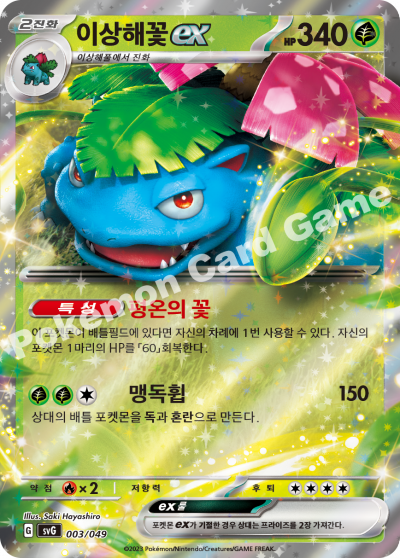 2진화
이상해꽃 ex
HP 340
이상해풀에서 진화
특성 평온의 꽃
이 포켓몬이 배틀필드에 있다면 자신의 차례에 1번 사용할 수 있다. 자신의
포켓몬 1마리의 HP를 「60」회복한다.
맹독휩 150
상대의 배틀 포켓몬을 독과 혼란으로 만든다.
약점 ×2 저항력 후퇴
Illus. Saki Hayashiro
G svG 003/049
ex 룰
포켓몬 ex가 기절한 경우 상대는 프라이즈를 2장 가져간다.
©2023 Pokémon/Nintendo/Creatures/GAME FREAK.
Pokémon Card Game